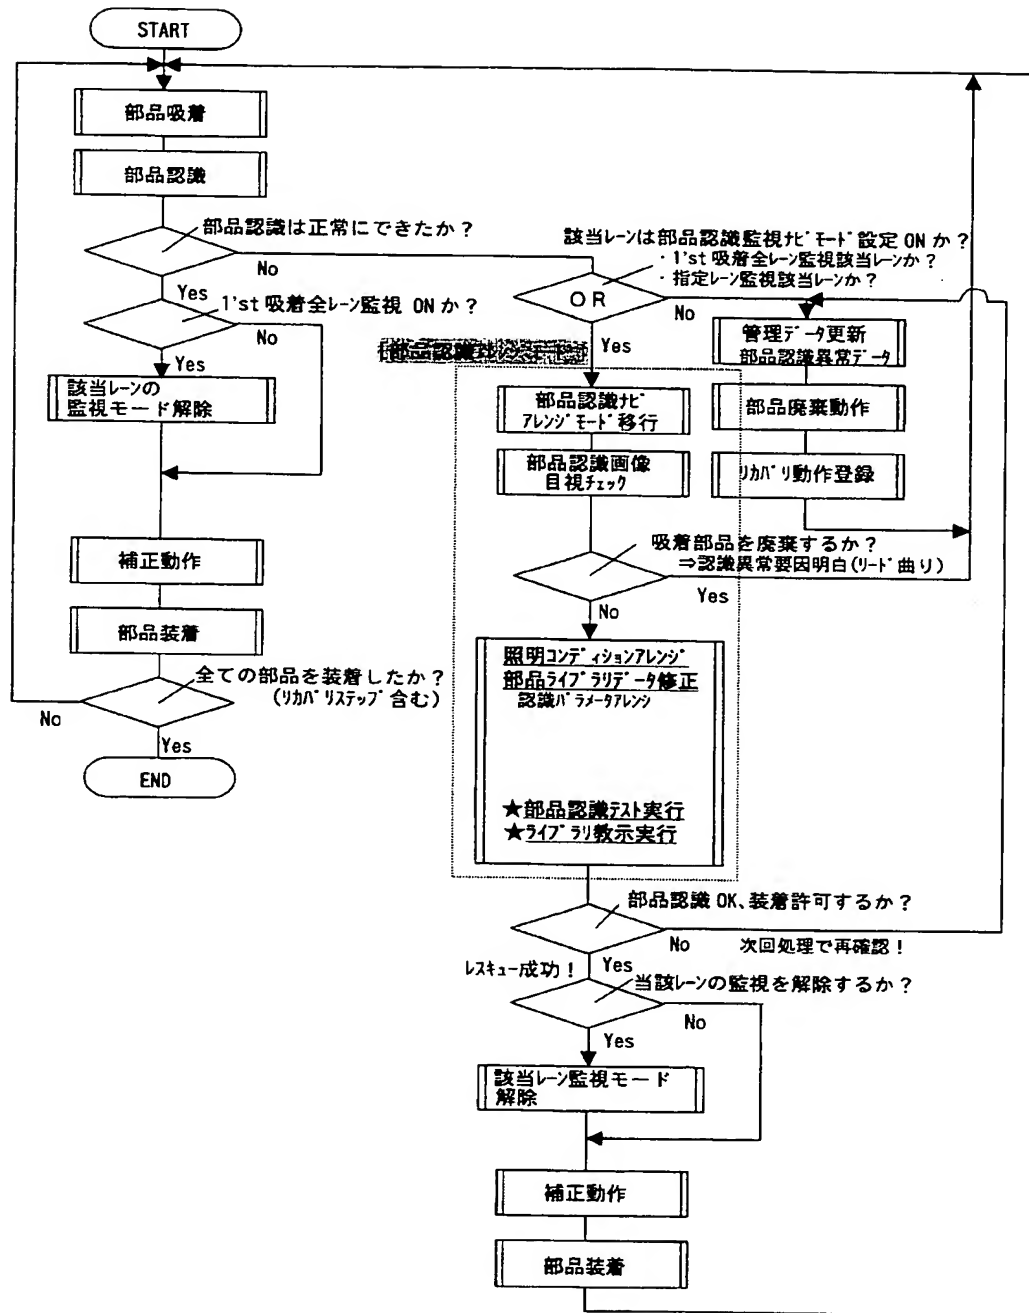 START
部品吸着
部品認識
部品認識は正常にできたか？
No
Yes
1'st 吸着全レーン監視 ONか？
No
Yes
該当レーンの
監視モード解除
補正動作
部品装着
全ての部品を装着したか？
(リカバリステップ含む)
No
Yes
END
該当レーンは部品認識監視ナビモード設定 ONか？
・1'st 吸着全レーン監視該当レーンか？
・指定レーン監視該当レーンか？
OR
No
Yes
管理データ更新
部品認識異常データ
部品廃棄動作
リカバリ動作登録
部品認識ナビ
アレンジモード移行
部品認識画像
目視チェック
吸着部品を廃棄するか？
⇒認識異常要因明白(リード曲り)
Yes
No
照明コンディションアレンジ
部品ライブラリデータ修正
認識パラメータアレンジ
★部品認識テスト実行
★ライブラリ教示実行
部品認識 OK、装着許可するか？
No
次回処理で再確認！
レスキュー成功！
Yes
当該レーンの監視を解除するか？
No
Yes
該当レーン監視モード
解除
補正動作
部品装着